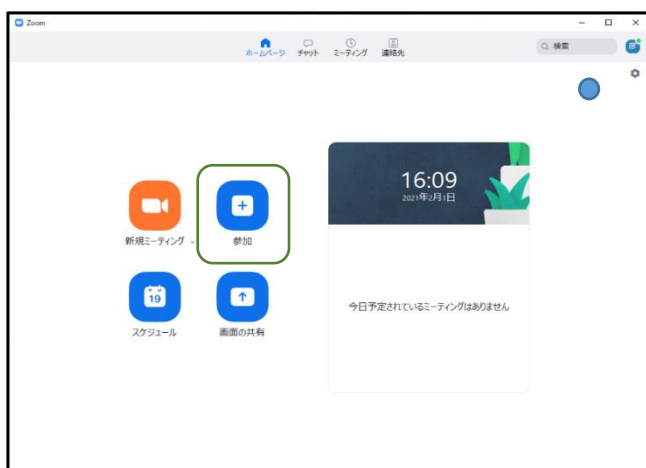 Zoom
ホームページ
チャット
ミーティング
連絡先
検索
16:09
2021年2月1日
新規ミーティング
参加
19
スケジュール
画面の共有
今日予定されているミーティングはありません